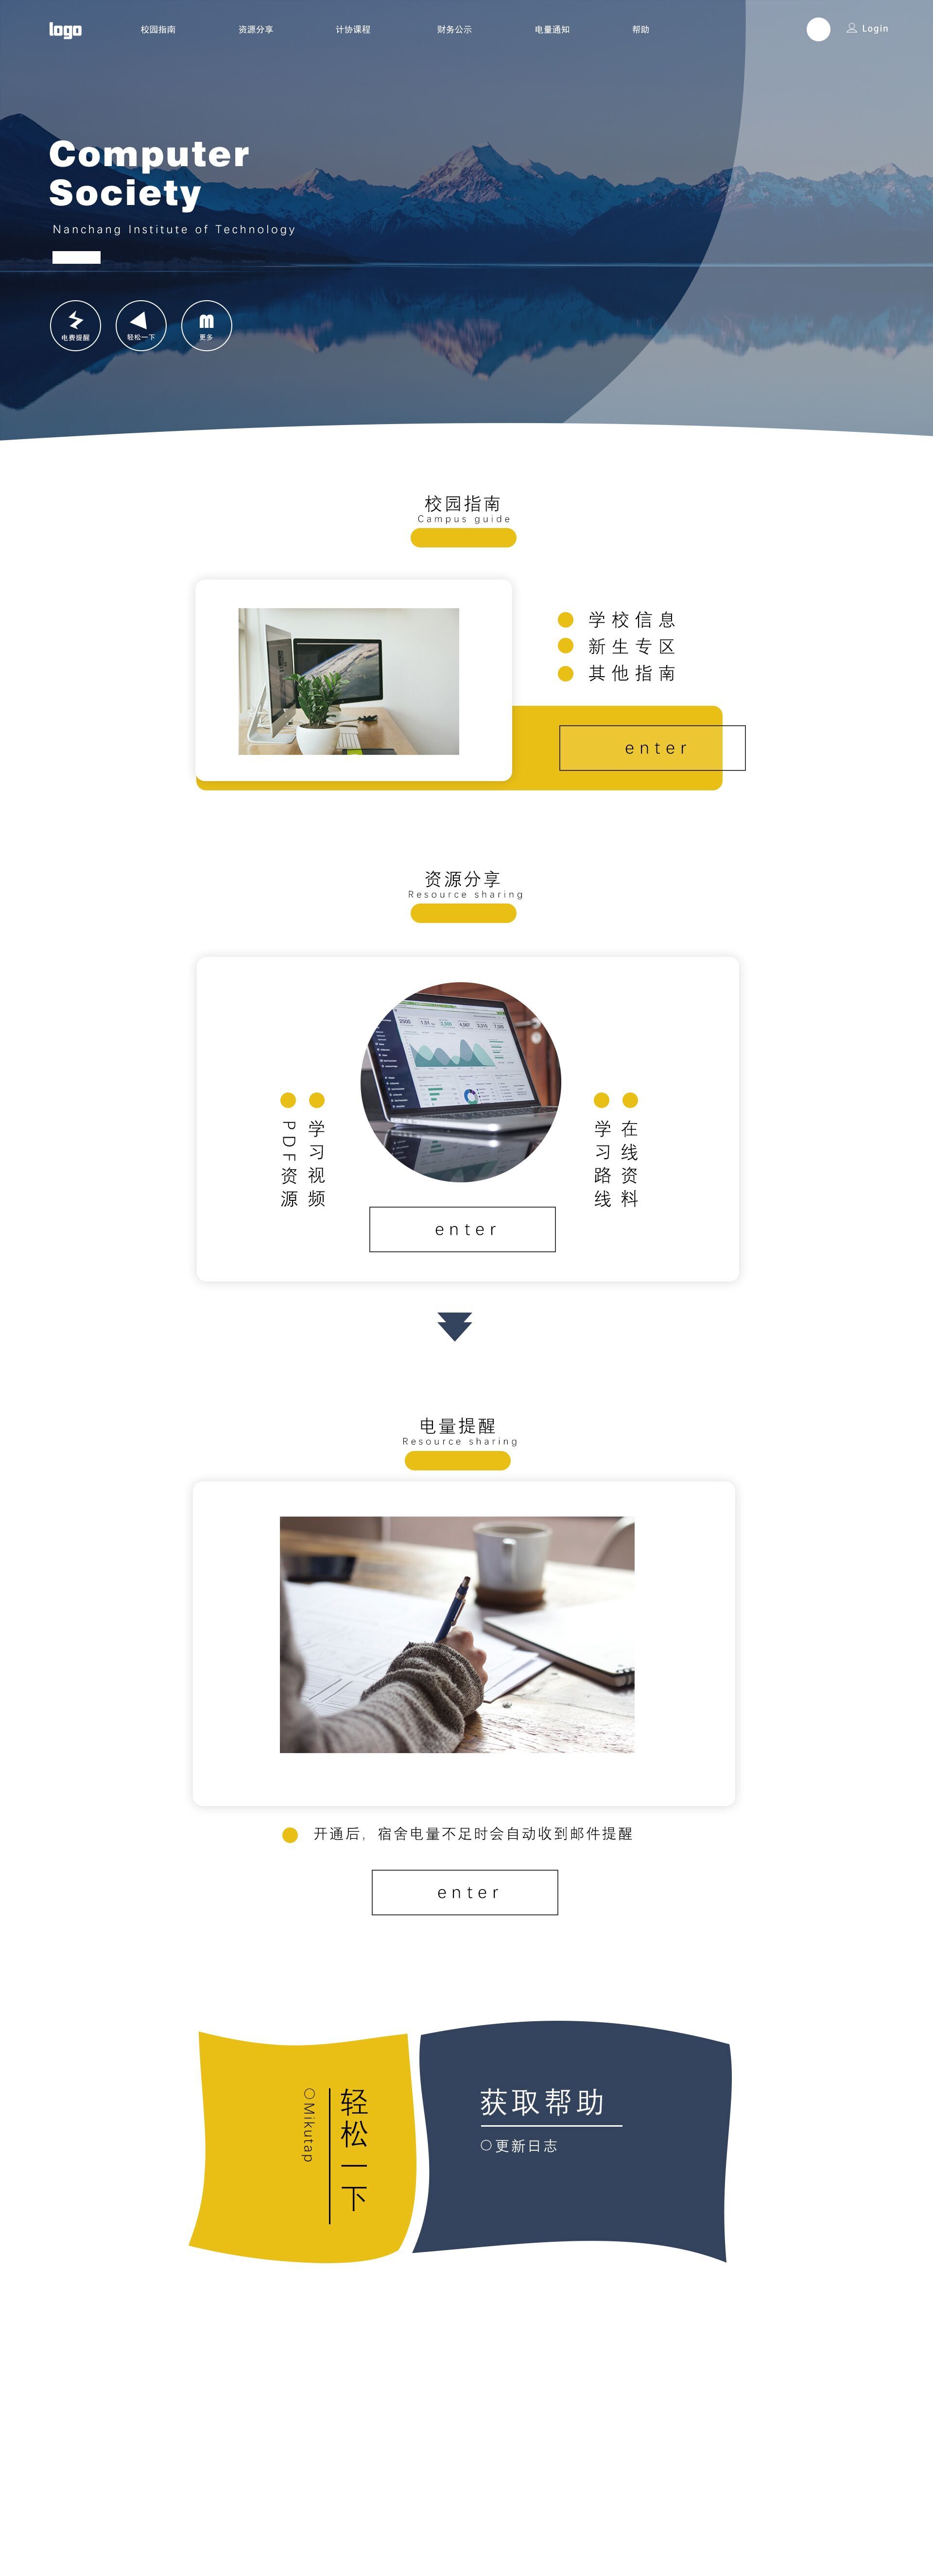 logo
校园指南
资源分享
计协课程
财务公示
电量通知
帮助
Login
Computer
Society
Nanchang Institute of Technology
电费提醒
轻松一下
更多
校园指南
Campus guide
学校信息
新生专区
其他指南
enter
资源分享
Resource sharing
PDF资源
学习视频
学习路线
在线资料
enter
电量提醒
Resource sharing
开通后，宿舍电量不足时会自动收到邮件提醒
enter
轻松一下
Mikutap
获取帮助
更新日志